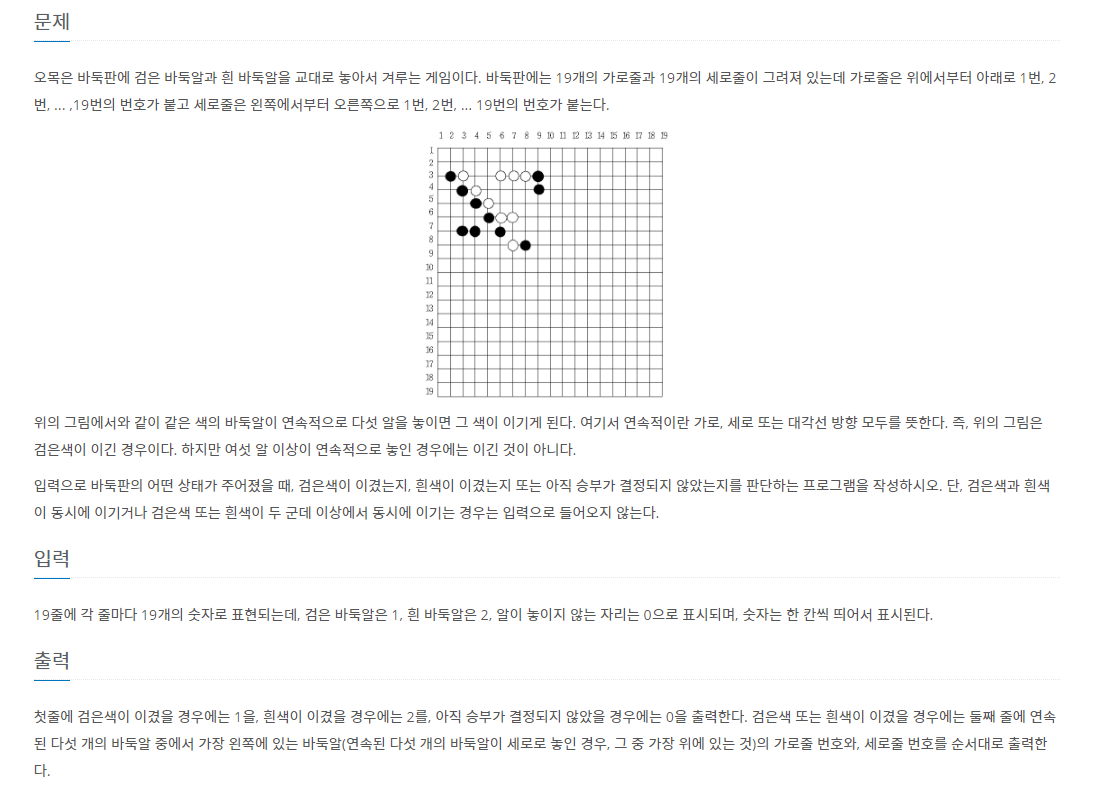 문제
오목은 바둑판에 검은 바둑알과 흰 바둑알을 교대로 놓아서 겨루는 게임이다. 바둑판에는 19개의 가로줄과 19개의 세로줄이 그려져 있는데 가로줄은 위에서부터 아래로 1번, 2
번, ... ,19번의 번호가 붙고 세로줄은 왼쪽에서부터 오른쪽으로 1번, 2번, ... 19번의 번호가 붙는다.
1 2 3 4 5 6 7 8 9 10 11 12 13 14 15 16 17 18 19
1
2
3
4
5
6
7
8
9
10
11
12
13
14
15
16
17
18
19
위의 그림에서와 같이 같은 색의 바둑알이 연속적으로 다섯 알을 놓이면 그 색이 이기게 된다. 여기서 연속적이란 가로, 세로 또는 대각선 방향 모두를 뜻한다. 즉, 위의 그림은
검은색이 이긴 경우이다. 하지만 여섯 알 이상이 연속적으로 놓인 경우에는 이긴 것이 아니다.
입력으로 바둑판의 어떤 상태가 주어졌을 때, 검은색이 이겼는지, 흰색이 이겼는지 또는 아직 승부가 결정되지 않았는지를 판단하는 프로그램을 작성하시오. 단, 검은색과 흰색
이 동시에 이기거나 검은색 또는 흰색이 두 군데 이상에서 동시에 이기는 경우는 입력으로 들어오지 않는다.
입력
19줄에 각 줄마다 19개의 숫자로 표현되는데, 검은 바둑알은 1, 흰 바둑알은 2, 알이 놓이지 않는 자리는 0으로 표시되며, 숫자는 한 칸씩 띄어서 표시된다.
출력
첫줄에 검은색이 이겼을 경우에는 1을, 흰색이 이겼을 경우에는 2를, 아직 승부가 결정되지 않았을 경우에는 0을 출력한다. 검은색 또는 흰색이 이겼을 경우에는 둘째 줄에 연속
된 다섯 개의 바둑알 중에서 가장 왼쪽에 있는 바둑알(연속된 다섯 개의 바둑알이 세로로 놓인 경우, 그 중 가장 위에 있는 것)의 가로줄 번호와, 세로줄 번호를 순서대로 출력한
다.